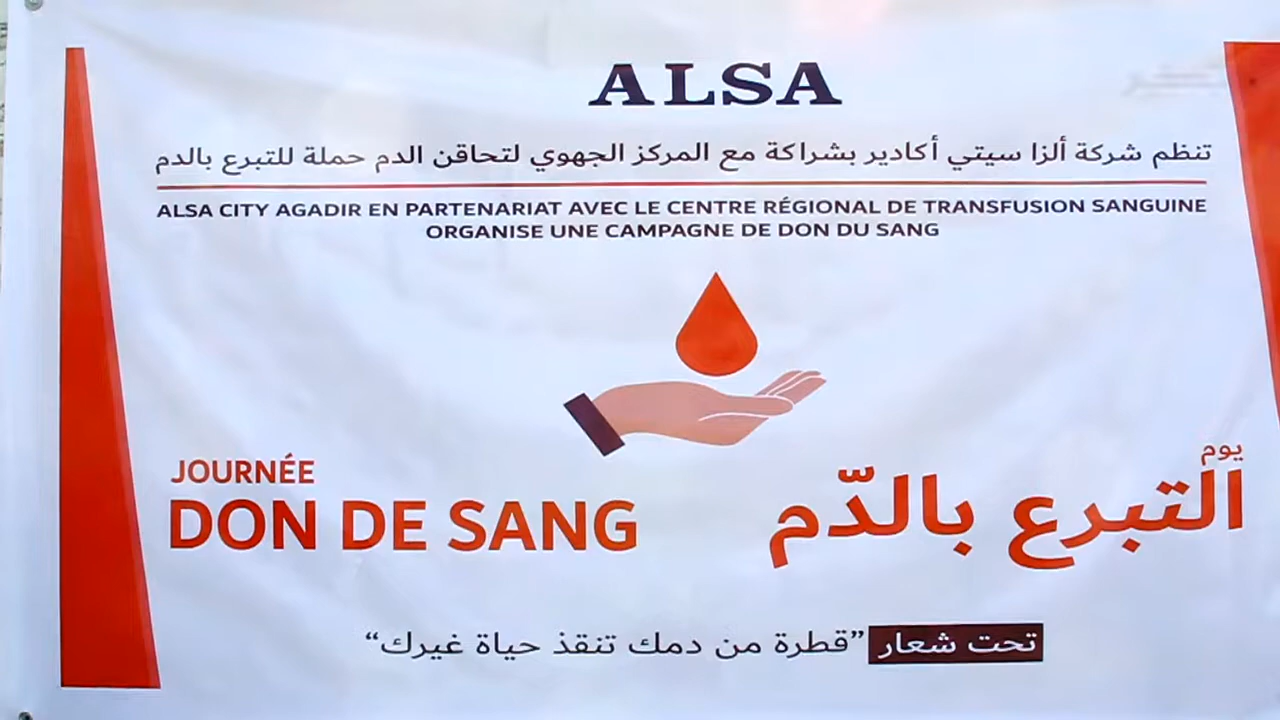 ALSA
تنظم شركة ألزا سيتي أكادير بشراكة مع المركز الجهوي لتحاقن الدم حملة للتبرع بالدم
ALSA CITY AGADIR EN PARTENARIAT AVEC LE CENTRE RÉGIONAL DE TRANSFUSION SANGUINE
ORGANISE UNE CAMPAGNE DE DON DU SANG
JOURNÉE
DON DE SANG
يوم
التبرع بالدّم
تحت شعار ”قطرة من دمك تنقذ حياة غيرك“